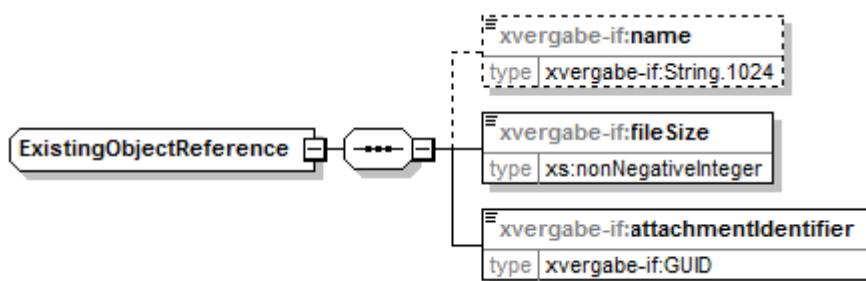 xvergabe-if:name
type xvergabe-if:String.1024
ExistingObjectReference
xvergabe-if:fileSize
type xs:nonNegativeInteger
xvergabe-if:attachmentIdentifier
type xvergabe-if:GUID